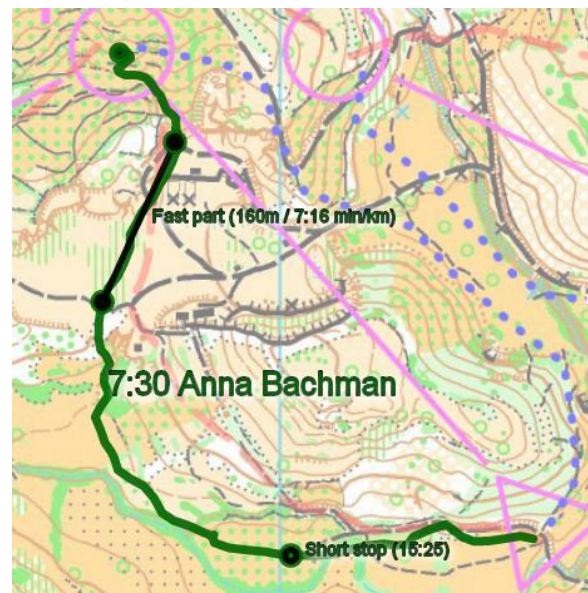 Fast part (160m / 7:16 min/km)
7:30 Anna Bachman
Short stop (15:25)